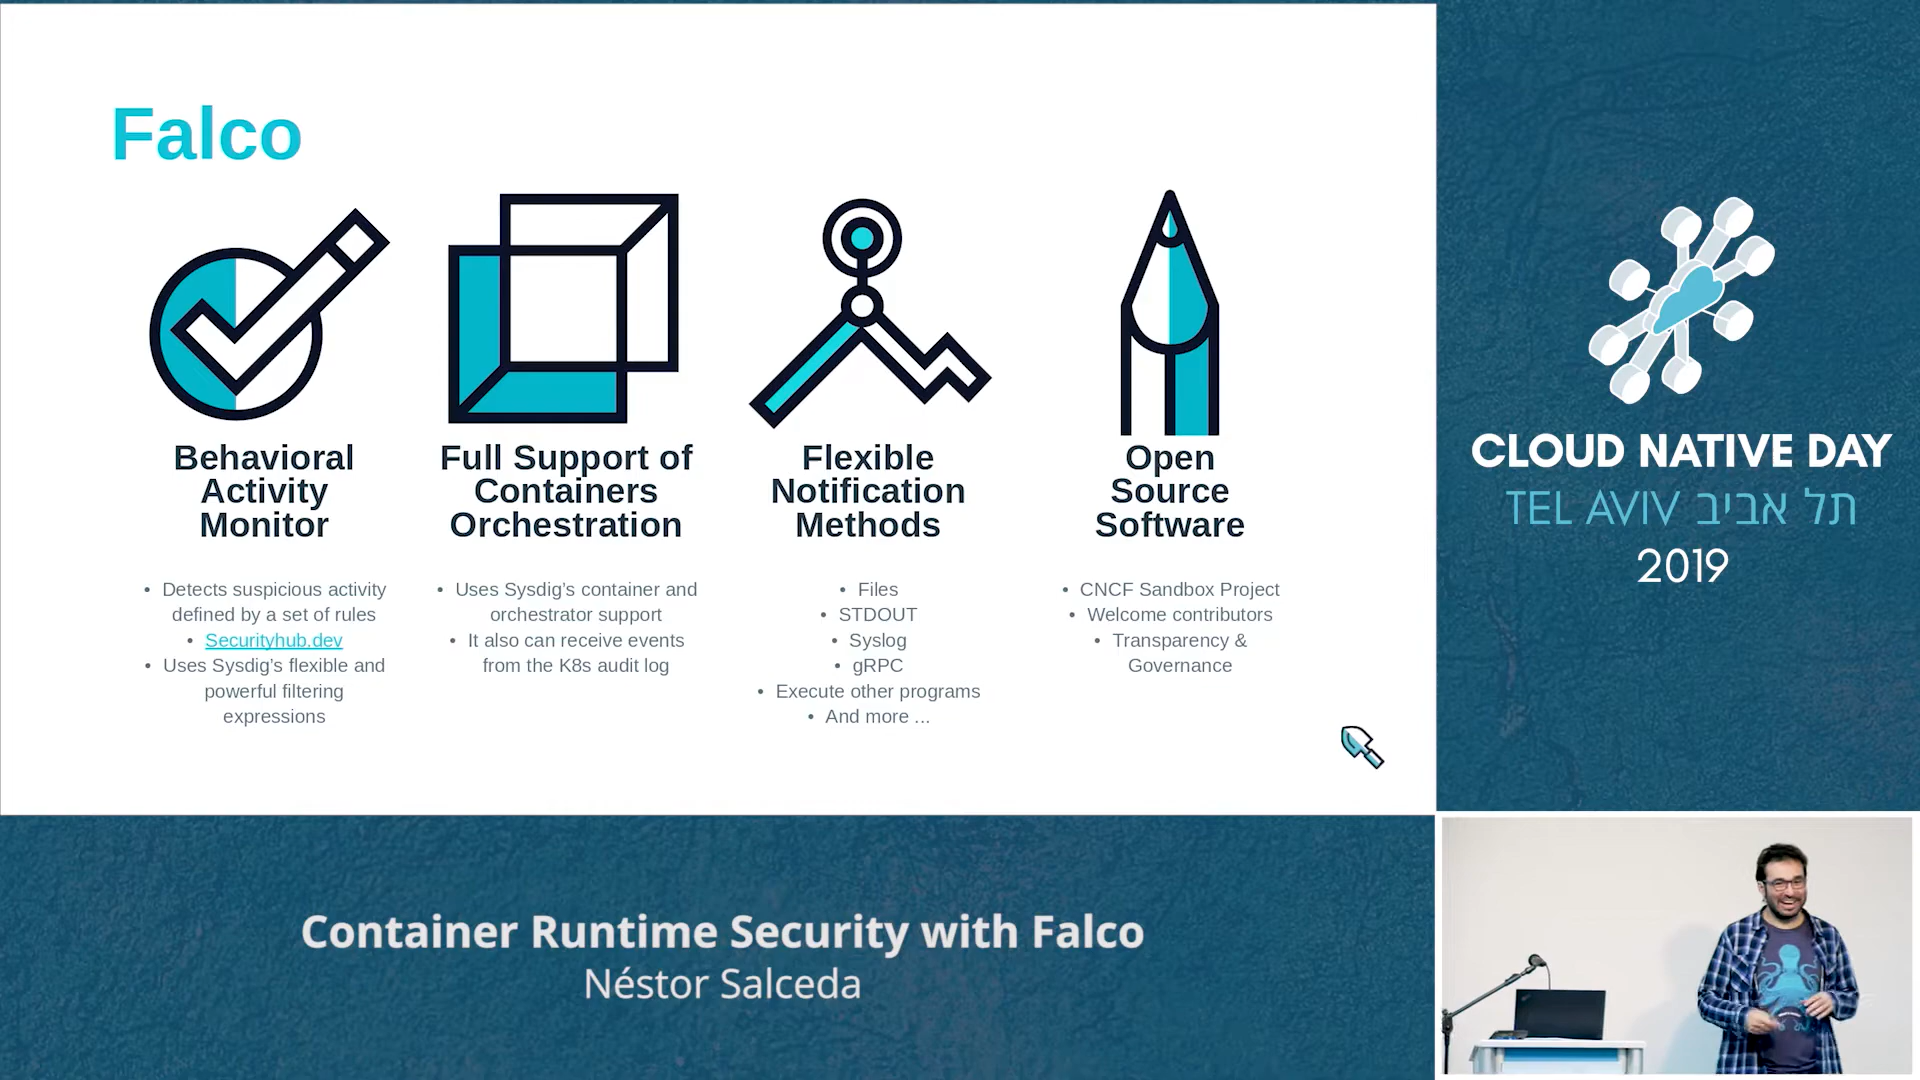 Falco
Behavioral
Activity
Monitor
• Detects suspicious activity
defined by a set of rules
• Securityhub.dev
• Uses Sysdig's flexible and
powerful filtering
expressions
Full Support of
Containers
Orchestration
• Uses Sysdig's container and
orchestrator support
• It also can receive events
from the K8s audit log
Flexible
Notification
Methods
• Files
• STDOUT
• Syslog
• gRPC
• Execute other programs
• And more ...
Open
Source
Software
• CNCF Sandbox Project
• Welcome contributors
• Transparency &
Governance
CLOUD NATIVE DAY
TEL AVIV תל אביב
2019
Container Runtime Security with Falco
Néstor Salceda